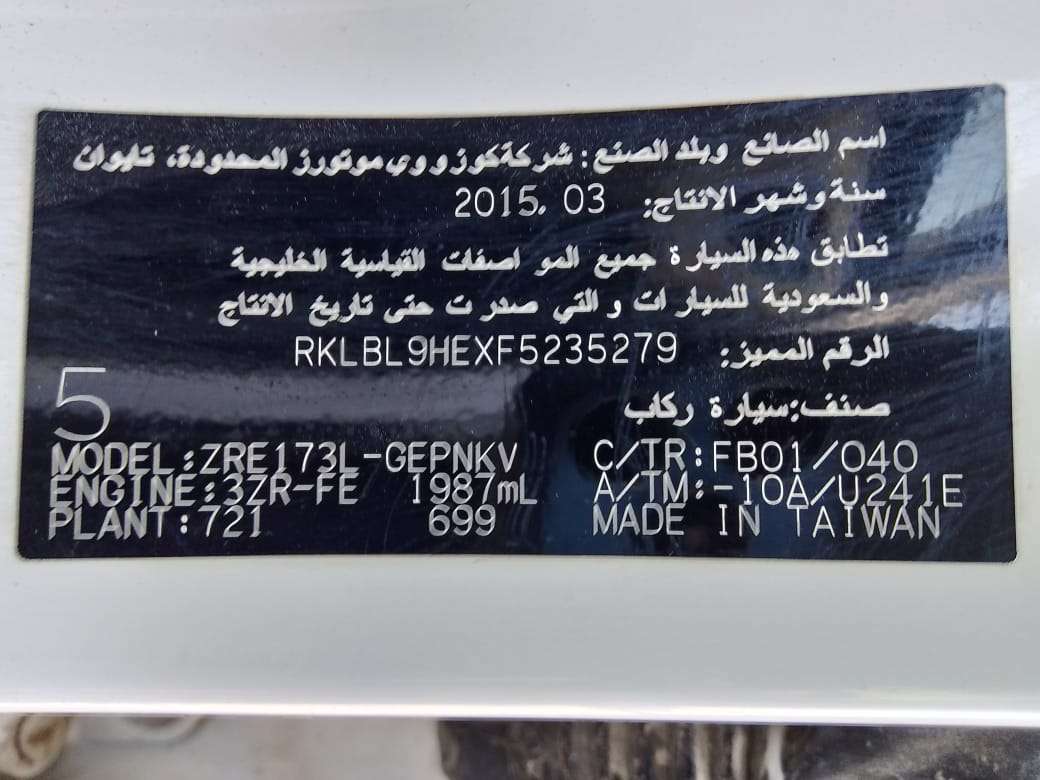 اسم الصانع وبلد الصنع: شركة كوزووي موتورز المحدودة، تايوان
سنة وشهر الانتاج: 2015. 03
تطابق هذه السيارة جميع المواصفات القياسية الخليجية
والسعودية للسيارات والتي صدرت حتى تاريخ الانتاج
الرقم المميز: RKLBL9HEXF5235279
صنف: سيارة ركاب
5
MODEL:ZRE173L-GEPNKV C/TR:FB01/040
ENGINE:3ZR-FE 1987mL A/TM:-10A/U241E
PLANT:721 699 MADE IN TAIWAN